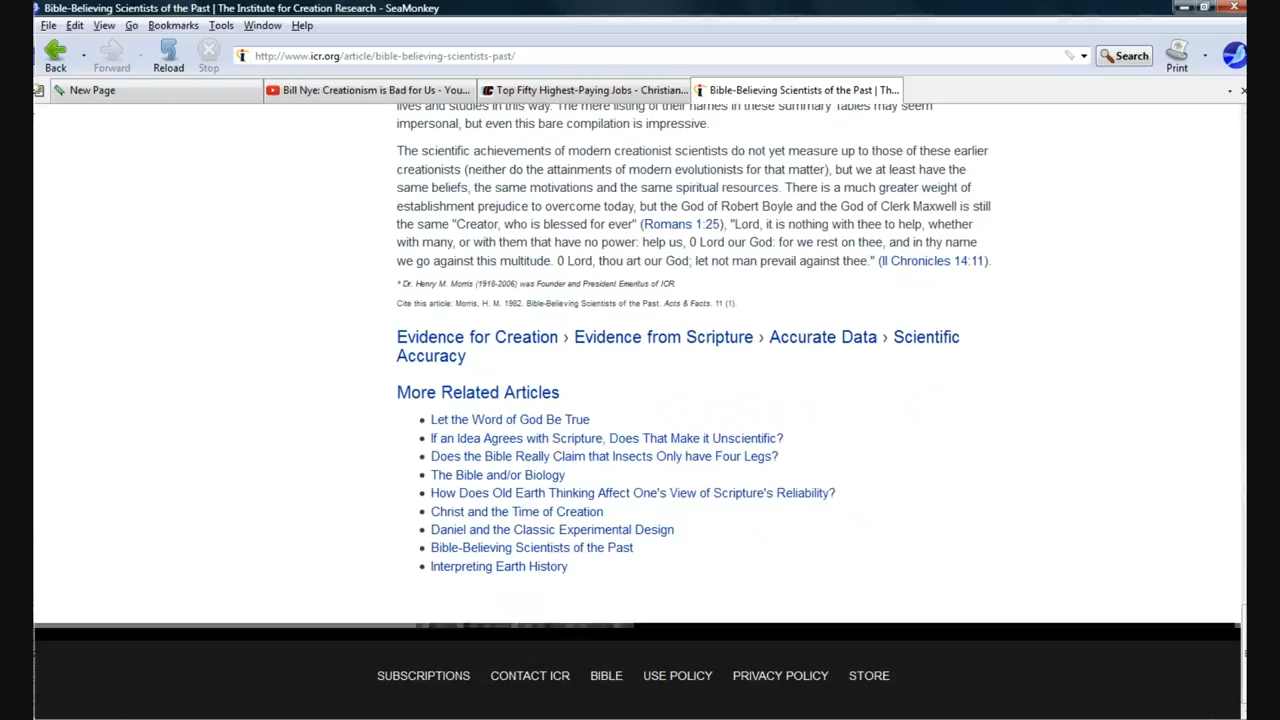 Bible-Believing Scientists of the Past | The Institute for Creation Research - SeaMonkey
File Edit View Go Bookmarks Tools Window Help
Back Forward Reload Stop http://www.icr.org/article/bible-believing-scientists-past/ Search Print
New Page Bill Nye: Creationism is Bad for Us - You... Top Fifty Highest-Paying Jobs - Christian... Bible-Believing Scientists of the Past | Th...
lives and studies in this way. The mere listing of their names in these summary Tables may seem
impersonal, but even this bare compilation is impressive.
The scientific achievements of modern creationist scientists do not yet measure up to those of these earlier
creationists (neither do the attainments of modern evolutionists for that matter), but we at least have the
same beliefs, the same motivations and the same spiritual resources. There is a much greater weight of
establishment prejudice to overcome today, but the God of Robert Boyle and the God of Clerk Maxwell is still
the same "Creator, who is blessed for ever" (Romans 1:25), "Lord, it is nothing with thee to help, whether
with many, or with them that have no power: help us, 0 Lord our God: for we rest on thee, and in thy name
we go against this multitude. 0 Lord, thou art our God; let not man prevail against thee." (II Chronicles 14:11).
* Dr. Henry M. Morris (1918-2006) was Founder and President Emeritus of ICR.
Cite this article: Morris, H. M. 1982. Bible-Believing Scientists of the Past. Acts & Facts. 11 (1).
Evidence for Creation › Evidence from Scripture › Accurate Data › Scientific
Accuracy
More Related Articles
• Let the Word of God Be True
• If an Idea Agrees with Scripture, Does That Make it Unscientific?
• Does the Bible Really Claim that Insects Only have Four Legs?
• The Bible and/or Biology
• How Does Old Earth Thinking Affect One's View of Scripture's Reliability?
• Christ and the Time of Creation
• Daniel and the Classic Experimental Design
• Bible-Believing Scientists of the Past
• Interpreting Earth History
SUBSCRIPTIONS CONTACT ICR BIBLE USE POLICY PRIVACY POLICY STORE